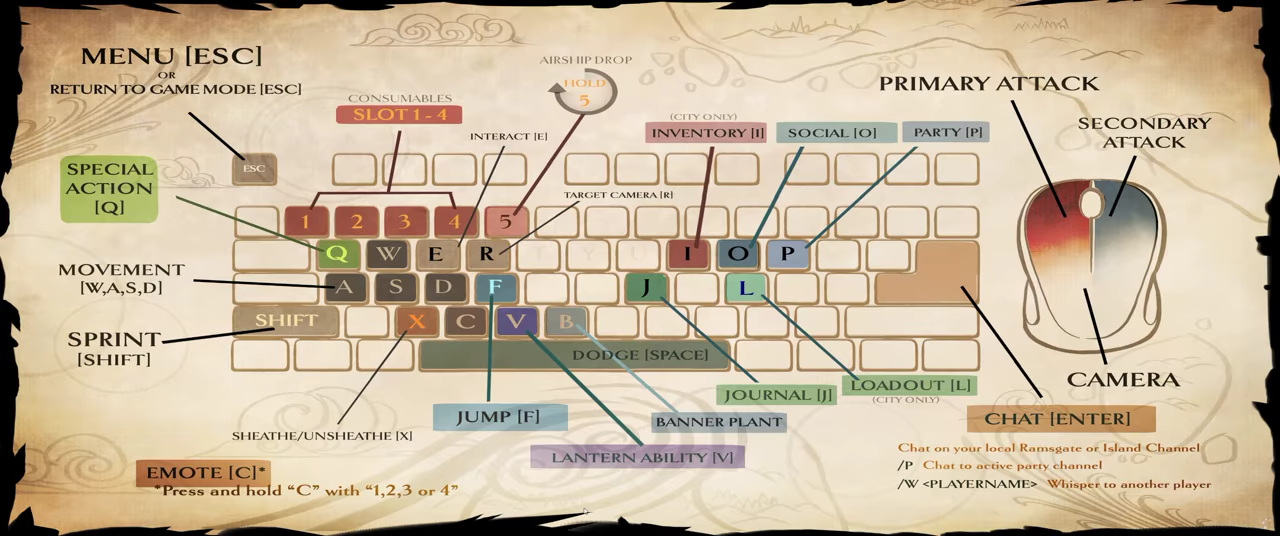 MENU [ESC]
OR
RETURN TO GAME MODE [ESC]
CONSUMABLES
SLOT 1 - 4
AIRSHIP DROP
HOLD
5
INTERACT [E]
TARGET CAMERA [R]
(CITY ONLY)
INVENTORY [I]
SOCIAL [O]
PARTY [P]
PRIMARY ATTACK
SECONDARY
ATTACK
SPECIAL
ACTION
[Q]
MOVEMENT
[W,A,S,D]
SPRINT
[SHIFT]
ESC
1 2 3 4 5
Q W E R T Y U I O P
A S D F J L
SHIFT X C V B
DODGE [SPACE]
SHEATHE/UNSHEATHE [X]
JUMP [F]
LANTERN ABILITY [V]
BANNER PLANT
JOURNAL [J]
LOADOUT [L]
(CITY ONLY)
CAMERA
CHAT [ENTER]
Chat on your local Ramsgate or Island Channel
/P Chat to active party channel
/W <PLAYERNAME> Whisper to another player
EMOTE [C]*
*Press and hold “C” with “1,2,3 or 4”